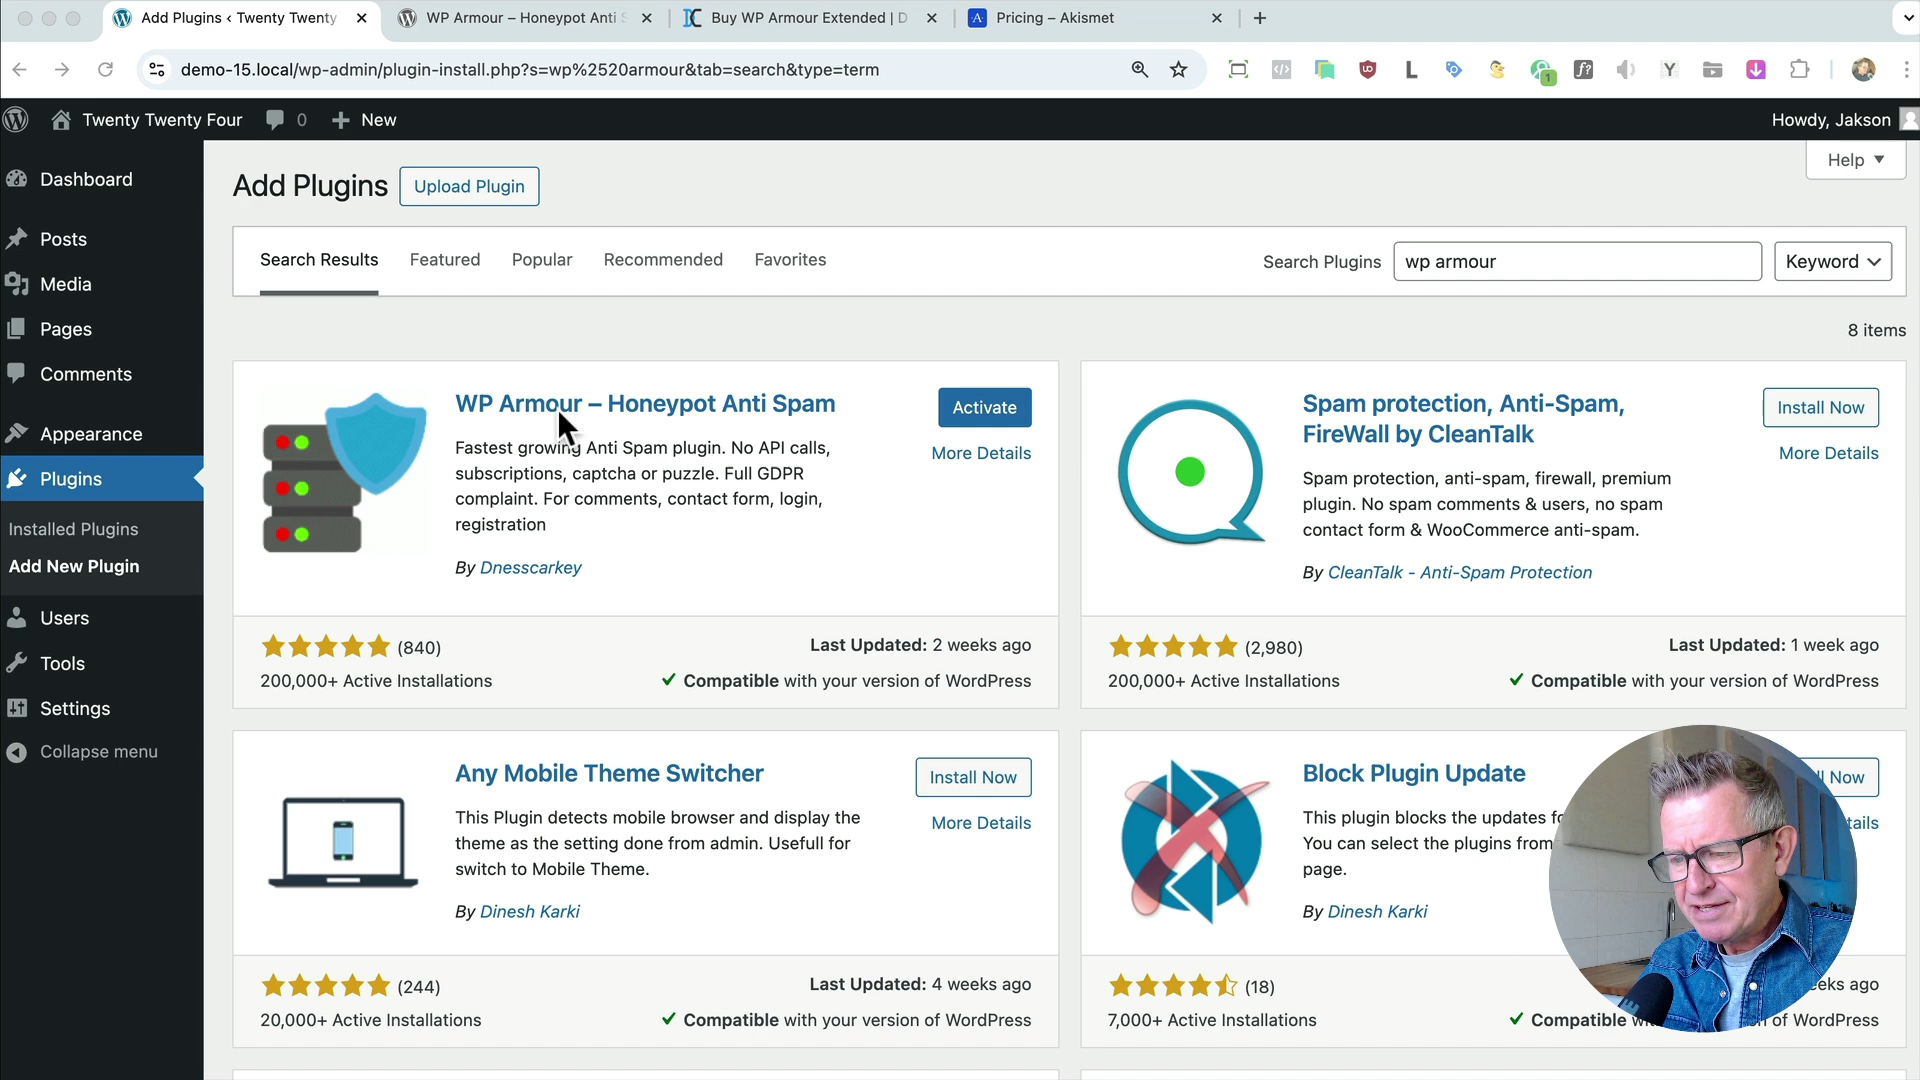 Add Plugins ‹ Twenty Twenty
WP Armour – Honeypot Anti S
Buy WP Armour Extended | D
Pricing – Akismet
demo-15.local/wp-admin/plugin-install.php?s=wp%2520armour&tab=search&type=term
Twenty Twenty Four
0
New
Howdy, Jakson
Dashboard
Posts
Media
Pages
Comments
Appearance
Plugins
Installed Plugins
Add New Plugin
Users
Tools
Settings
Collapse menu
Help
Add Plugins
Upload Plugin
Search Results
Featured
Popular
Recommended
Favorites
Search Plugins
wp armour
Keyword
8 items
WP Armour – Honeypot Anti Spam
Activate
More Details
Fastest growing Anti Spam plugin. No API calls,
subscriptions, captcha or puzzle. Full GDPR
complaint. For comments, contact form, login,
registration
By Dnesscarkey
(840)
200,000+ Active Installations
Last Updated: 2 weeks ago
Compatible with your version of WordPress
Spam protection, Anti-Spam,
FireWall by CleanTalk
Install Now
More Details
Spam protection, anti-spam, firewall, premium
plugin. No spam comments & users, no spam
contact form & WooCommerce anti-spam.
By CleanTalk - Anti-Spam Protection
(2,980)
200,000+ Active Installations
Last Updated: 1 week ago
Compatible with your version of WordPress
Any Mobile Theme Switcher
Install Now
More Details
This Plugin detects mobile browser and display the
theme as the setting done from admin. Usefull for
switch to Mobile Theme.
By Dinesh Karki
(244)
20,000+ Active Installations
Last Updated: 4 weeks ago
Compatible with your version of WordPress
Block Plugin Update
Now
This plugin blocks the updates
You can select the plugins from
page.
By Dinesh Karki
(18)
7,000+ Active Installations
ago
Compatible
of WordPress